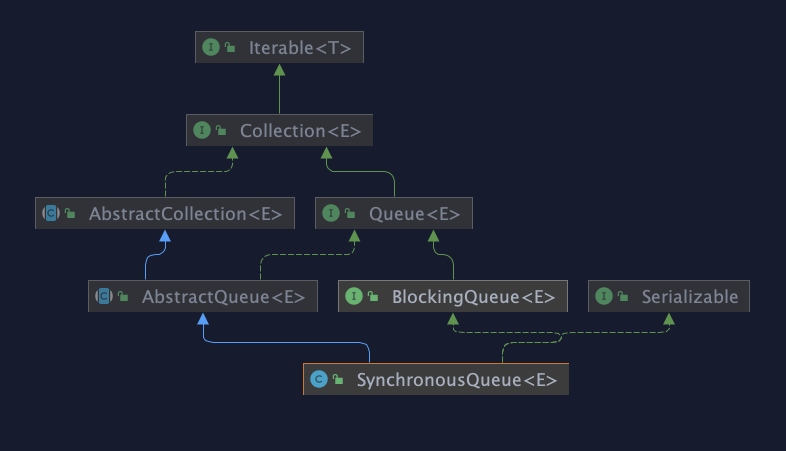 I Iterable<T>
I Collection<E>
C AbstractCollection<E>
I Queue<E>
C AbstractQueue<E>
I BlockingQueue<E>
I Serializable
C SynchronousQueue<E>